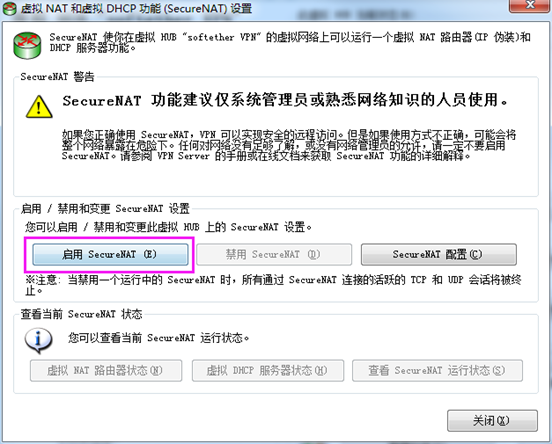 虚拟 NAT 和虚拟 DHCP 功能 (SecureNAT) 设置
SecureNAT 使你在虚拟 HUB "softether VPN" 的虚拟网络上可以运行一个虚拟 NAT 路由器(IP 伪装)和
DHCP 服务器功能。
SecureNAT 警告
SecureNAT 功能建议仅系统管理员或熟悉网络知识的人员使用。
如果您正确使用 SecureNAT，VPN 可以实现安全的远程访问。但是如果使用方式不正确，可能会将
整个网络暴露在危险下。任何对网络没有足够了解，或没有网络管理员的允许，请一定不要启用
SecureNAT。请参阅 VPN Server 的手册或在线文档来获取 SecureNAT 功能的详细解释。
启用 / 禁用和变更 SecureNAT 设置
您可以启用 / 禁用和变更此虚拟 HUB 上的 SecureNAT 设置。
启用 SecureNAT (E)
禁用 SecureNAT (D)
SecureNAT 配置(C)
※注意: 当禁用一个运行中的 SecureNAT 时，所有通过 SecureNAT 连接的活跃的 TCP 和 UDP 会话将被终
止。
查看当前 SecureNAT 状态
您可以查看当前 SecureNAT 运行状态。
虚拟 NAT 路由器状态(N)
虚拟 DHCP 服务器状态(H)
查看 SecureNAT 运行状态(S)
关闭(X)